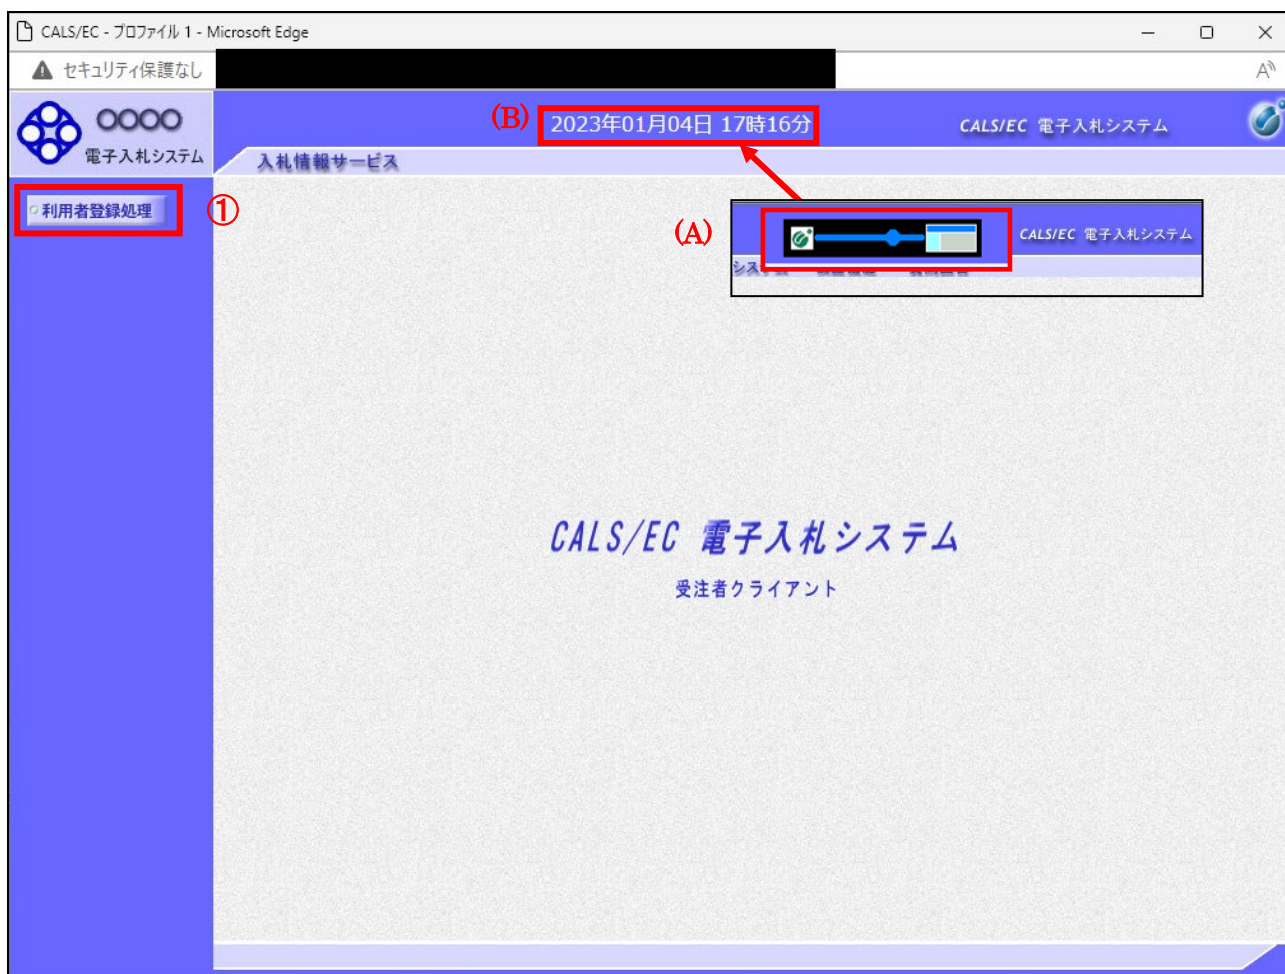 CALS/EC - プロファイル 1 - Microsoft Edge
セキュリティ保護なし
〇〇〇〇
電子入札システム
(B) 2023年01月04日 17時16分
CALS/EC 電子入札システム
入札情報サービス
利用者登録処理 ①
(A)
CALS/EC 電子入札システム
システム
CALS/EC 電子入札システム
受注者クライアント